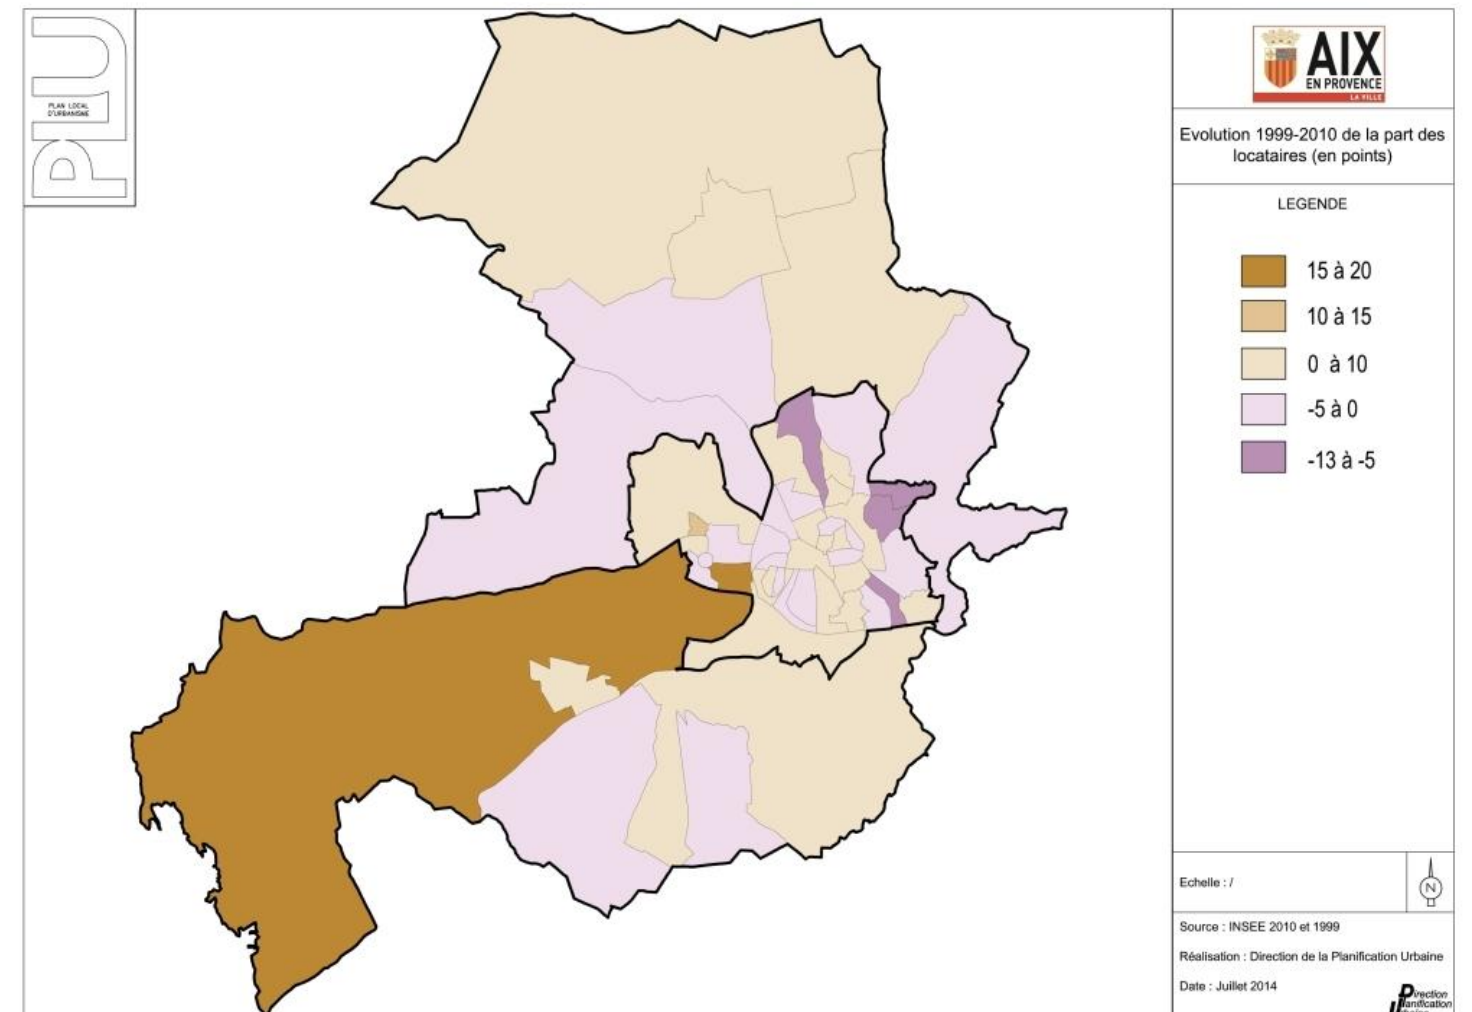 PLU
PLAN LOCAL
D'URBANISME
AIX
EN PROVENCE
LA VILLE
Evolution 1999-2010 de la part des
locataires (en points)
LEGENDE
15 à 20
10 à 15
0 à 10
-5 à 0
-13 à -5
Echelle : /
N
Source : INSEE 2010 et 1999
Réalisation : Direction de la Planification Urbaine
Date : Juillet 2014
Direction
Planification